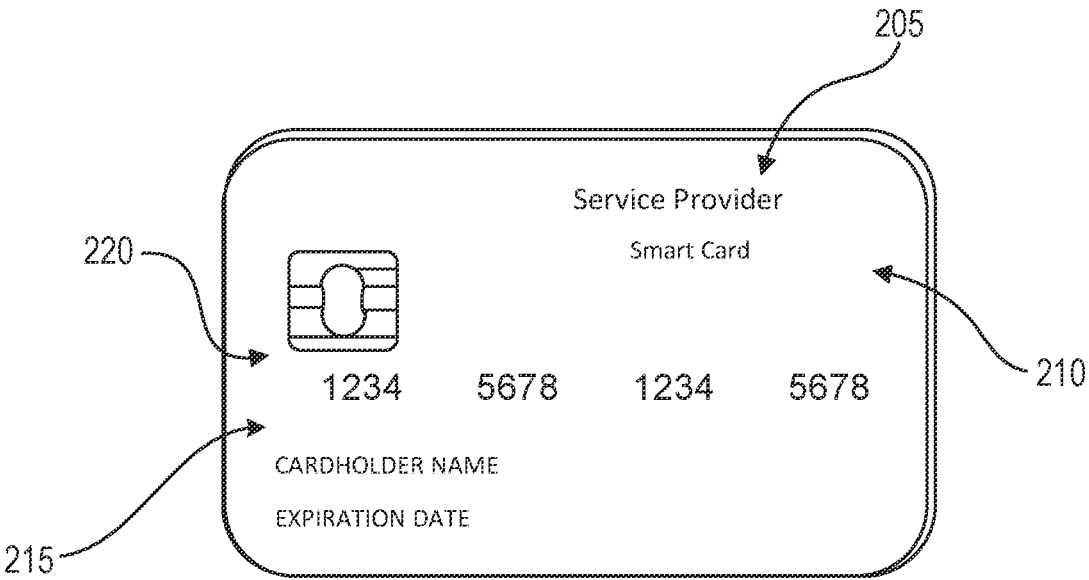 205
Service Provider
220
Smart Card
210
1234 5678 1234 5678
CARDHOLDER NAME
EXPIRATION DATE
215